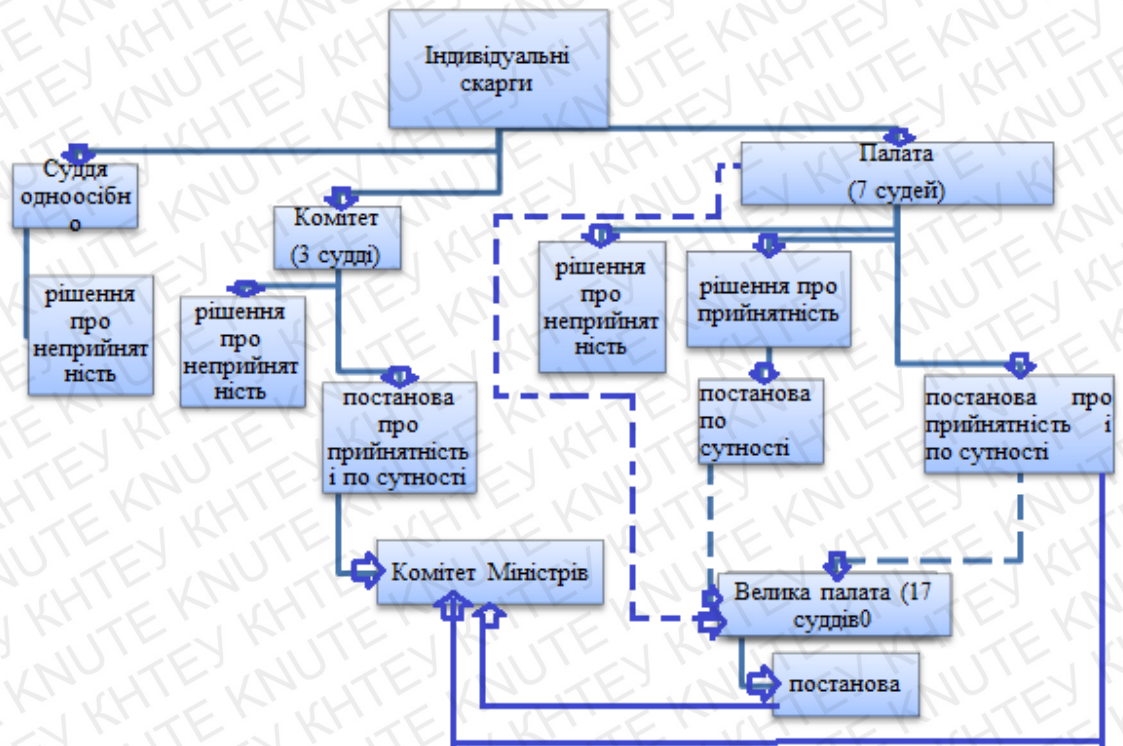 Індивідуальні
скарги
Суддя
одноосібн
о
Комітет
(3 судді)
Палата
(7 судей)
рішення
про
неприйнят
ність
рішення
про
неприйнят
ність
постанова
про
прийнятність
і по сутності
рішення
про
неприйнят
ність
рішення про
прийнятність
постанова
по
сутності
постанова про
прийнятність і
по сутності
Комітет Міністрів
Велика палата (17
суддів0
постанова
KNUTE КНТЕУ